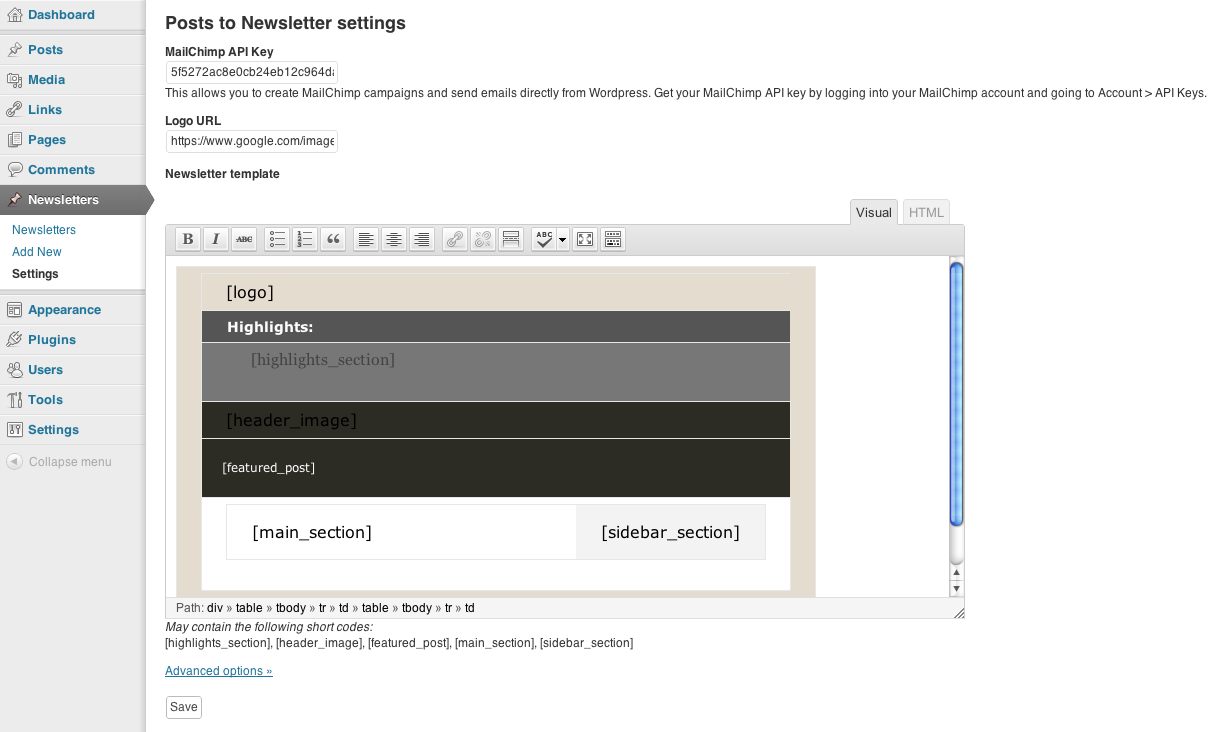 Dashboard
Posts
Media
Links
Pages
Comments
Newsletters
Newsletters
Add New
Settings
Appearance
Plugins
Users
Tools
Settings
Collapse menu
Posts to Newsletter settings
MailChimp API Key
5f5272ac8e0cb24eb12c964d
This allows you to create MailChimp campaigns and send emails directly from Wordpress. Get your MailChimp API key by logging into your MailChimp account and going to Account > API Keys.
Logo URL
https://www.google.com/image
Newsletter template
Visual HTML
B I ABC “ ABC
[logo]
Highlights:
[highlights_section]
[header_image]
[featured_post]
[main_section] [sidebar_section]
Path: div » table » tbody » tr » td » table » tbody » tr » td
May contain the following short codes:
[highlights_section], [header_image], [featured_post], [main_section], [sidebar_section]
Advanced options »
Save